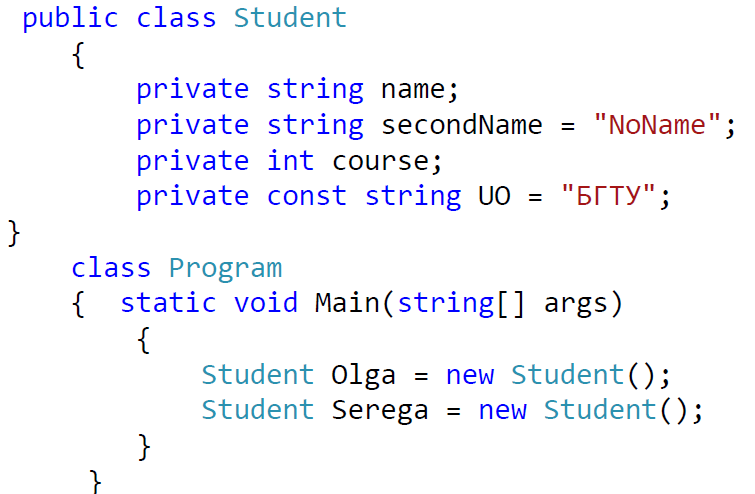 public class Student
{
private string name;
private string secondName = "NoName";
private int course;
private const string UO = "БГТУ";
}
class Program
{ static void Main(string[] args)
{
Student Olga = new Student();
Student Serega = new Student();
}
}